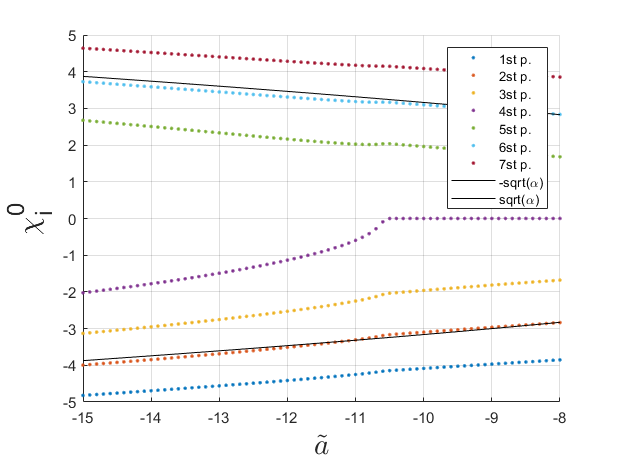 5
4
3
2
1
0
-1
-2
-3
-4
-5
-15
-14
-13
-12
-11
-10
-9
-8
χ_i^0
ã
1st p.
2st p.
3st p.
4st p.
5st p.
6st p.
7st p.
-sqrt(α)
sqrt(α)